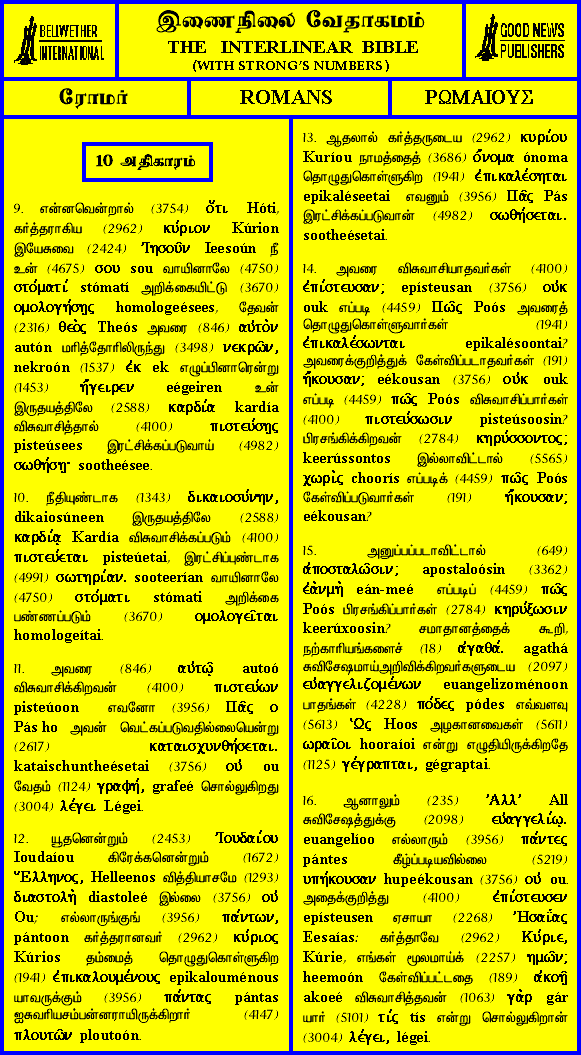 BELLWETHER
INTERNATIONAL
இணைநிலை வேதாகமம்
THE INTERLINEAR BIBLE
(WITH STRONG'S NUMBERS)
GOOD NEWS
PUBLISHERS
ரோமர்
ROMANS
ΡΩΜΑΙΟΥΣ
10 அதிகாரம்
9. என்னவென்றால் (3754) ὅτι Hóti,
கர்த்தராகிய (2962) κύριον Kúrion
இயேசுவை (2424) Ἰησοῦν Ieesoún நீ
உன் (4675) σου sou வாயினாலே (4750)
στόματί stómatí அறிக்கையிட்டு (3670)
ομολογήσῃς homologeésees, தேவன்
(2316) θεὸς Theós அவரை (846) αὐτὸν
autón மரித்தோரிலிருந்து (3498) νεκρῶν,
nekroón (1537) ἐκ ek எழுப்பினாரென்று
(1453) ἤγειρεν eégeiren உன்
இருதயத்திலே (2588) καρδία kardía
விசுவாசித்தால் (4100) πιστεύσῃς
pisteúsees இரட்சிக்கப்படுவாய் (4982)
σωθήσῃ· sootheésee.
10. நீதியுண்டாக (1343) δικαιοσύνην,
dikaiosúneen இருதயத்திலே (2588)
καρδίᾳ Kardía விசுவாசிக்கப்படும் (4100)
πιστεύεται pisteúetai, இரட்சிப்புண்டாக
(4991) σωτηρίαν. sooteerían வாயினாலே
(4750) στόματι stómati அறிக்கை
பண்ணப்படும் (3670) ομολογεῖται
homologeítai.
11. அவரை (846) αὐτῷ autoó
விசுவாசிக்கிறவன் (4100) πιστεύων
pisteúoon எவனோ (3956) Πᾶς ο
Pás ho அவன் வெட்கப்படுவதில்லையென்று
(2617) καταισχυνθήσεται.
kataischuntheésetai (3756) οὐ ou
வேதம் (1124) γραφή, grafeé சொல்லுகிறது
(3004) λέγει Légei.
12. யூதனென்றும் (2453) Ἰουδαίου
Ioudaíou கிரேக்கனென்றும் (1672)
Ἕλληνος, Helleenos வித்தியாசமே (1293)
διαστολὴ diastoleé இல்லை (3756) οὐ
Ou; எல்லாருக்குங் (3956) πάντων,
pántoon கர்த்தரானவர் (2962) κύριος
Kúrios தம்மைத் தொழுதுகொள்ளுகிற
(1941) ἐπικαλουμένους epikalouménous
யாவருக்கும் (3956) πάντας pántas
ஐசுவரியசம்பன்னராயிருக்கிறார் (4147)
πλουτῶν ploutoón.
13. ஆதலால் கர்த்தருடைய (2962) κυρίου
Kuríou நாமத்தைத் (3686) ὄνομα ónoma
தொழுதுகொள்ளுகிற (1941) ἐπικαλέσηται
epikaléseetai எவனும் (3956) Πᾶς Pás
இரட்சிக்கப்படுவான் (4982) σωθήσεται.
sootheésetai.
14. அவரை விசுவாசியாதவர்கள் (4100)
ἐπίστευσαν; epísteusan (3756) οὐκ
ouk எப்படி (4459) Πῶς Poós அவரைத்
தொழுதுகொள்ளுவார்கள் (1941)
ἐπικαλέσωνται epikalésoontai?
அவரைக்குறித்துக் கேள்விப்படாதவர்கள் (191)
ἤκουσαν; eékousan (3756) οὐκ ouk
எப்படி (4459) πῶς Poós விசுவாசிப்பார்கள்
(4100) πιστεύσωσιν pisteúsoosin?
பிரசங்கிக்கிறவன் (2784) κηρύσσοντος;
keerússontos இல்லாவிட்டால் (5565)
χωρὶς choorís எப்படிக் (4459) πῶς Poós
கேள்விப்படுவார்கள் (191) ἤκουσαν;
eékousan?
15. அனுப்பப்படாவிட்டால் (649)
ἀποσταλῶσιν; apostaloósin (3362)
ἐὰνμὴ eán-meé எப்படிப் (4459) πῶς
Poós பிரசங்கிப்பார்கள் (2784) κηρύξωσιν
keerúxoosin? சமாதானத்தைக் கூறி,
நற்காரியங்களைச் (18) ἀγαθά. agathá
சுவிசேஷமாய்அறிவிக்கிறவர்களுடைய (2097)
εὐαγγελιζομένων euangelizoménoon
பாதங்கள் (4228) πόδες pódes எவ்வளவு
(5613) Ὡς Hoos அழகானவைகள் (5611)
ωραῖοι hooraíoi என்று எழுதியிருக்கிறதே
(1125) γέγραπται, gégraptai.
16. ஆனாலும் (235) Ἀλλ' All
சுவிசேஷத்துக்கு (2098) εὐαγγελίῳ.
euangelíoo எல்லாரும் (3956) πάντες
pántes கீழ்ப்படியவில்லை (5219)
υπήκουσαν hupeékousan (3756) οὐ ou.
அதைக்குறித்து (4100) ἐπίστευσεν
epísteusen ஏசாயா (2268) Ἠσαΐας
Eesaías: கர்த்தாவே (2962) Κύριε,
Kúrie, எங்கள் மூலமாய்க் (2257) ημῶν;
heemoón கேள்விப்பட்டதை (189) ἀκοῇ
akoeé விசுவாசித்தவன் (1063) γὰρ gár
யார் (5101) τίς tís என்று சொல்லுகிறான்
(3004) λέγει, légei.